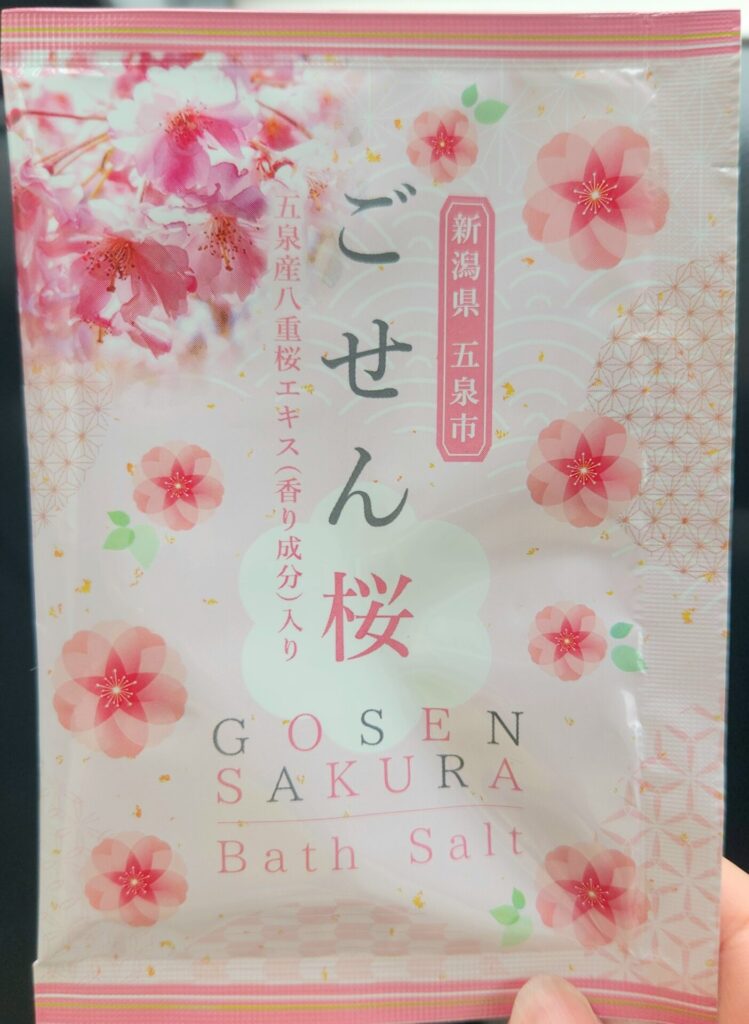 新潟県 五泉市
ごせん桜
五泉産八重桜エキス(香り成分)入り
GOSEN
SAKURA
Bath Salt